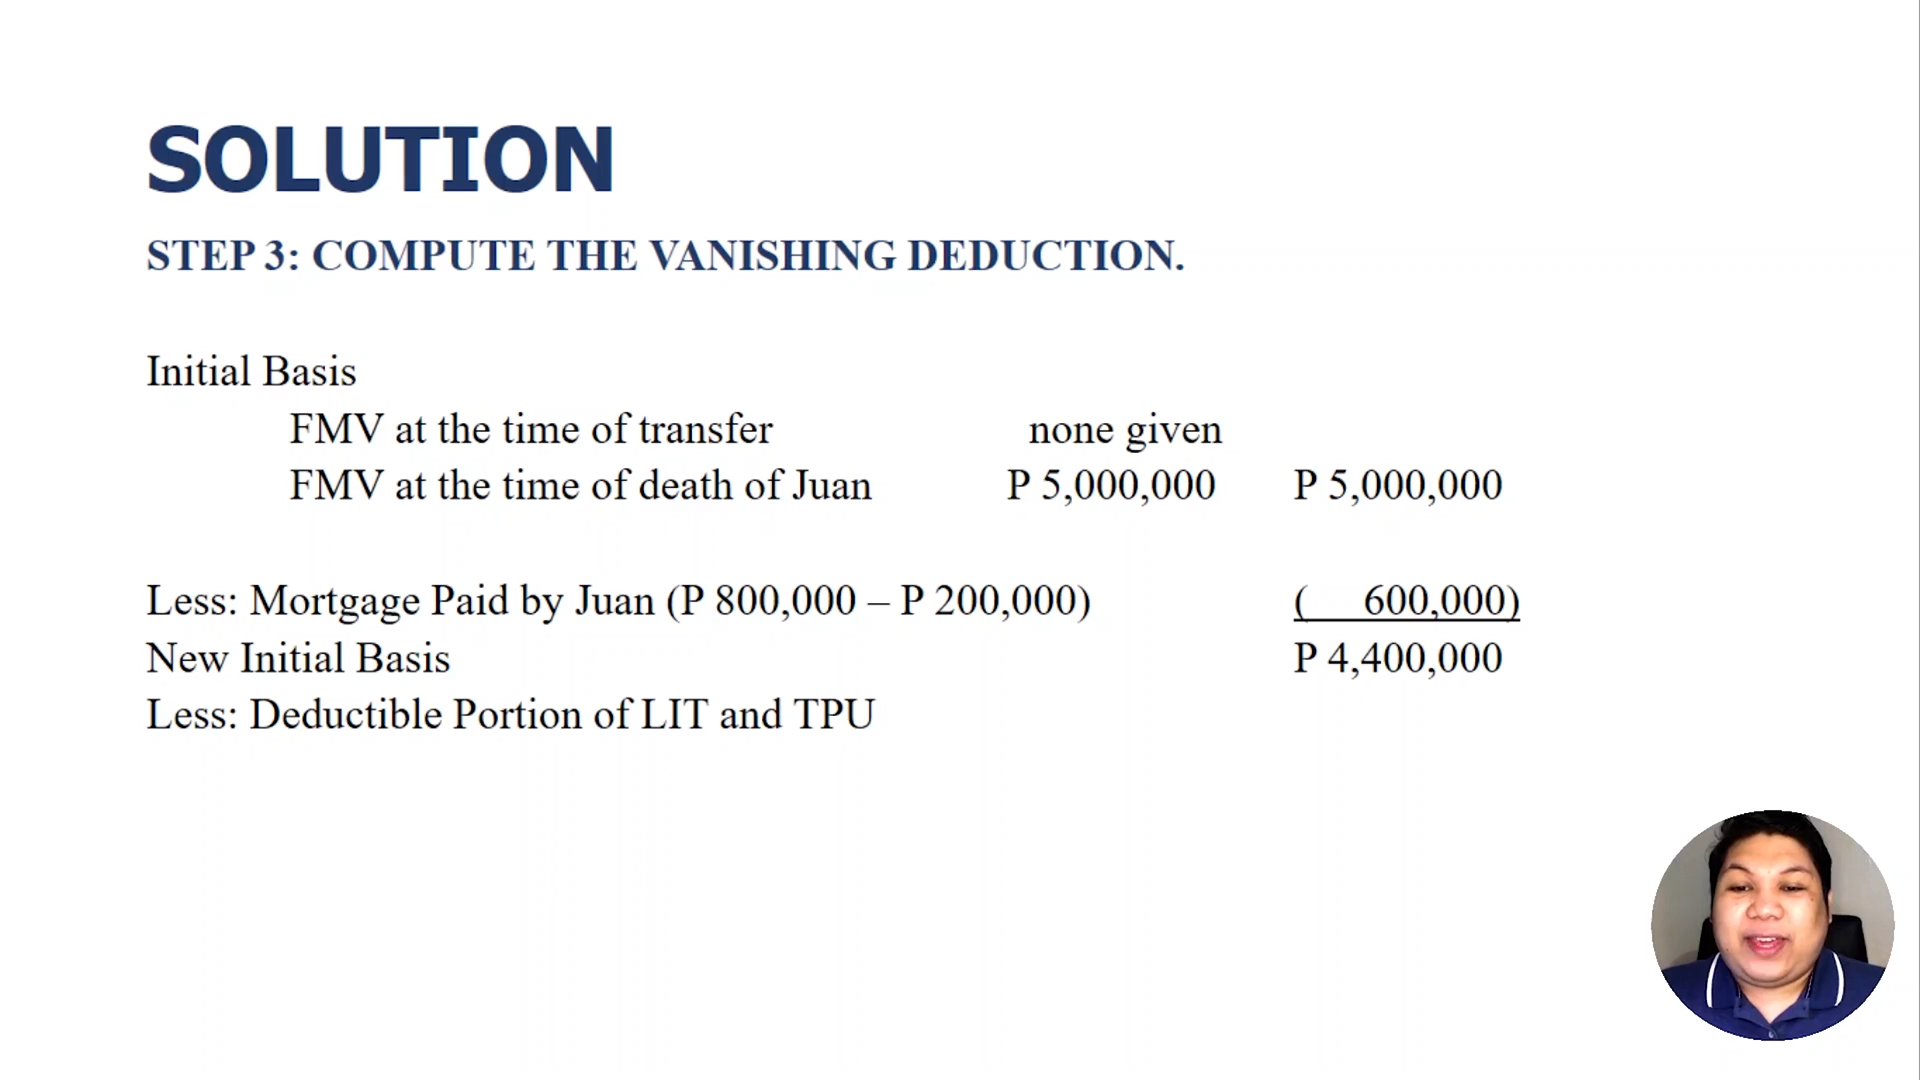 SOLUTION
STEP 3: COMPUTE THE VANISHING DEDUCTION.
Initial Basis
FMV at the time of transfer none given
FMV at the time of death of Juan P 5,000,000 P 5,000,000
Less: Mortgage Paid by Juan (P 800,000 – P 200,000) ( 600,000)
New Initial Basis P 4,400,000
Less: Deductible Portion of LIT and TPU